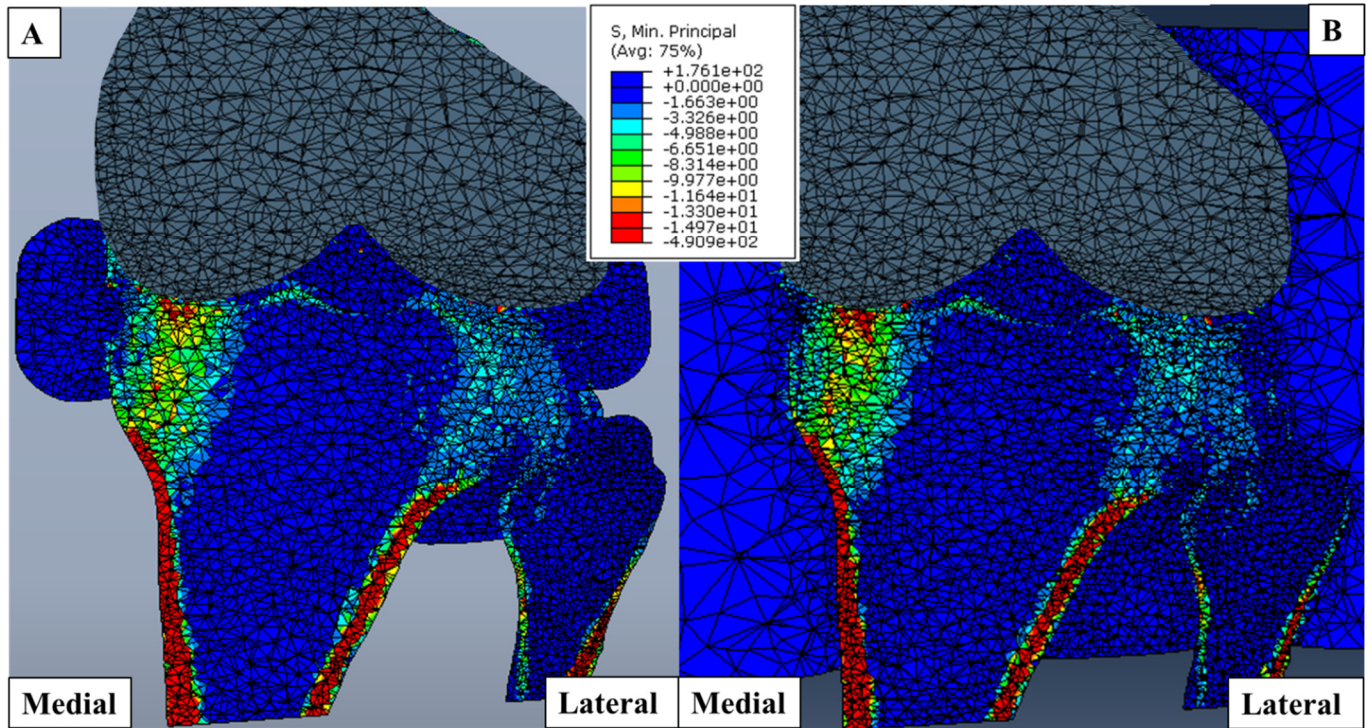 A
S, Min. Principal
(Avg: 75%)
+1.761e+02
+0.000e+00
-1.663e+00
-3.326e+00
-4.988e+00
-6.651e+00
-8.314e+00
-9.977e+00
-1.164e+01
-1.330e+01
-1.497e+01
-4.909e+02
B
Medial
Lateral
Medial
Lateral